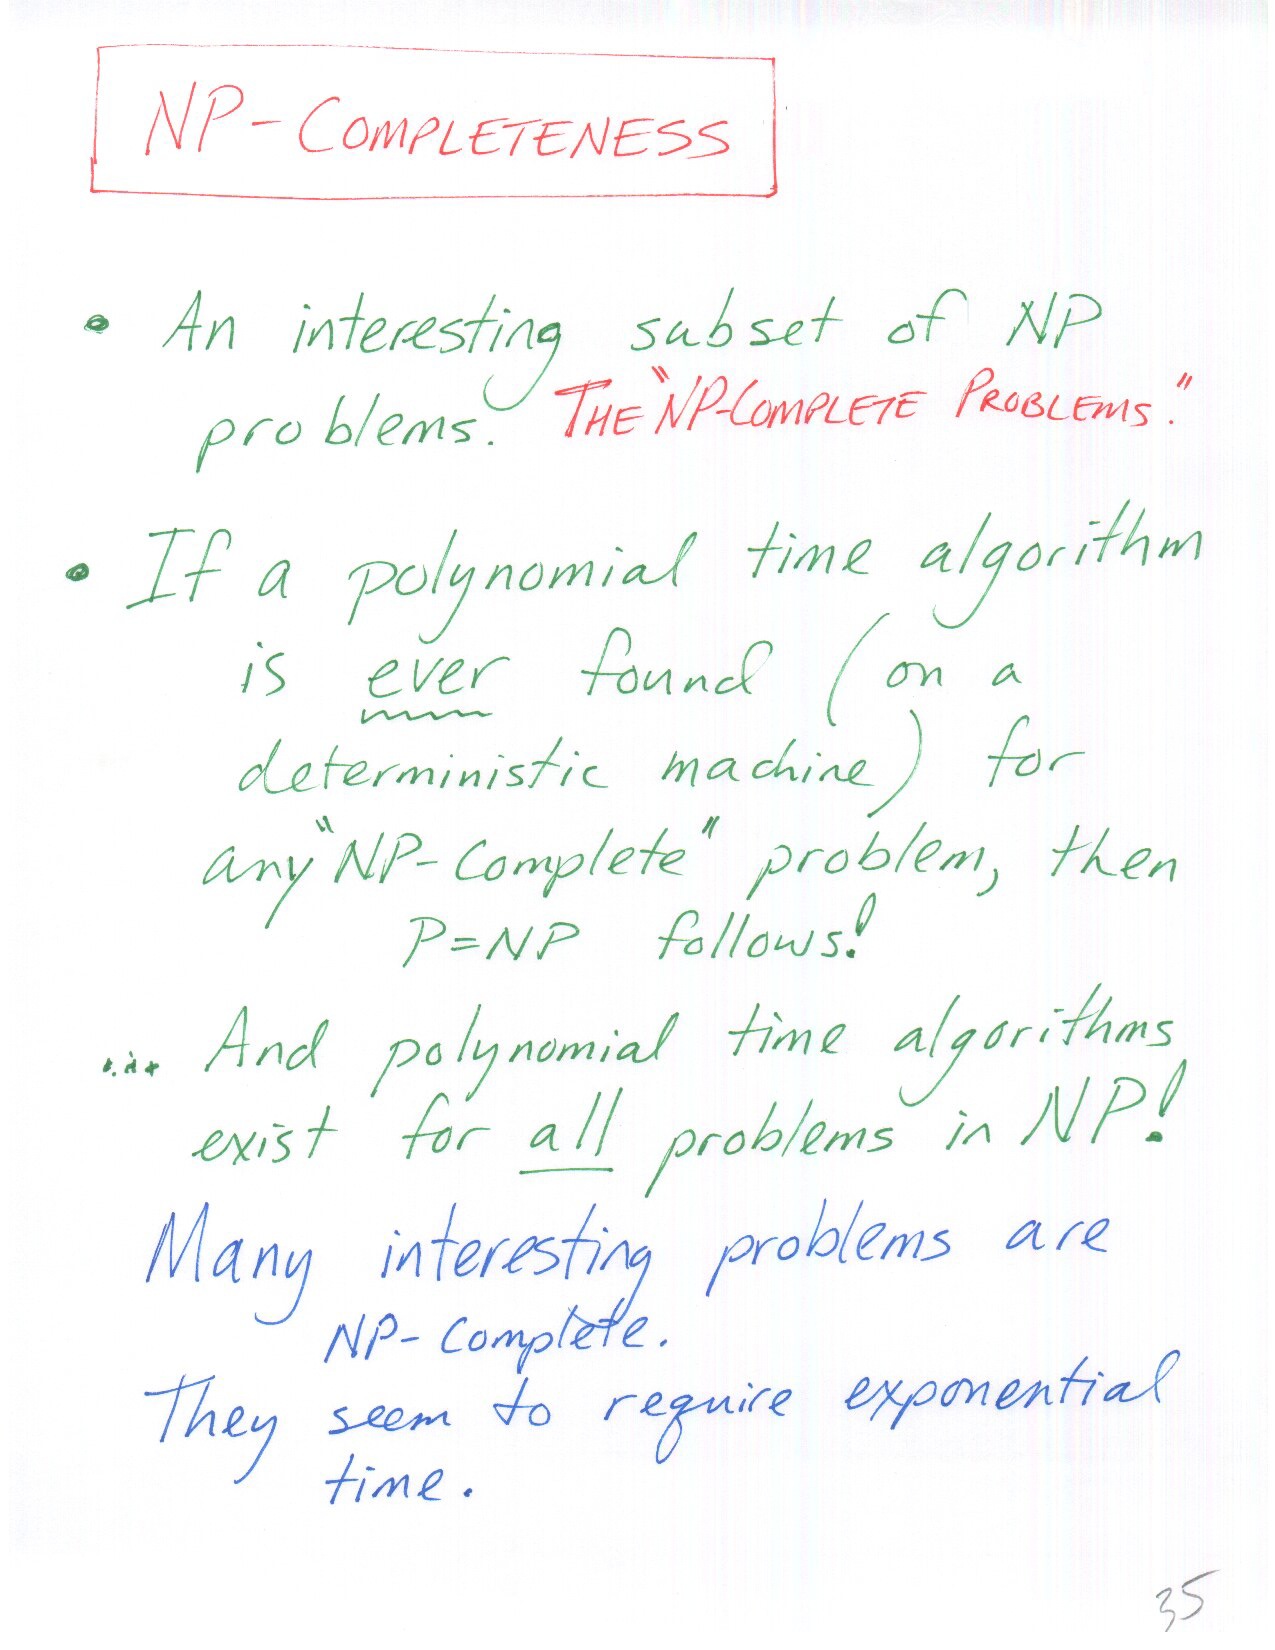 NP-COMPLETENESS
• An interesting subset of NP
problems. THE "NP-COMPLETE PROBLEMS."
• If a polynomial time algorithm
is ever found (on a
deterministic machine) for
any "NP-Complete" problem, then
P=NP follows!
... And polynomial time algorithms
exist for all problems in NP!
Many interesting problems are
NP-Complete.
They seem to require exponential
time.
35